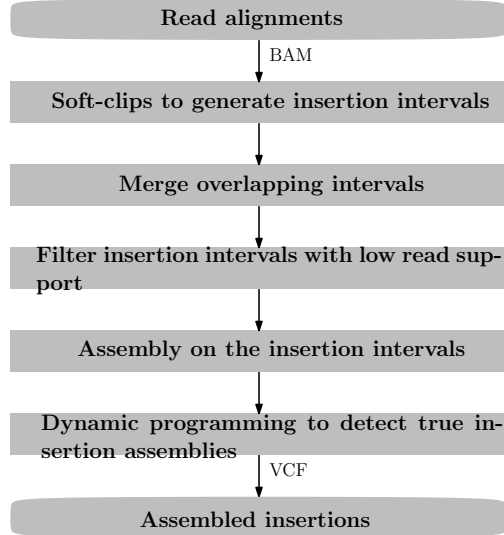 Read alignments
BAM
Soft-clips to generate insertion intervals
Merge overlapping intervals
Filter insertion intervals with low read sup-
port
Assembly on the insertion intervals
Dynamic programming to detect true in-
sertion assemblies
VCF
Assembled insertions